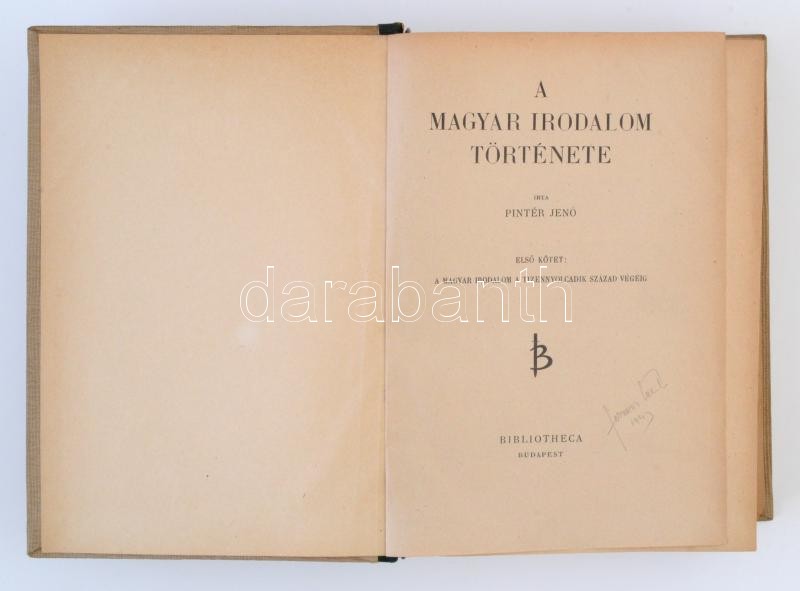 A
MAGYAR IRODALOM
TÖRTÉNETE
IRTA
PINTÉR JENŐ
ELSŐ KÖTET:
A MAGYAR IRODALOM A TIZENNYOLCADIK SZÁZAD VÉGÉIG
darabanth
B
BIBLIOTHECA
BUDAPEST